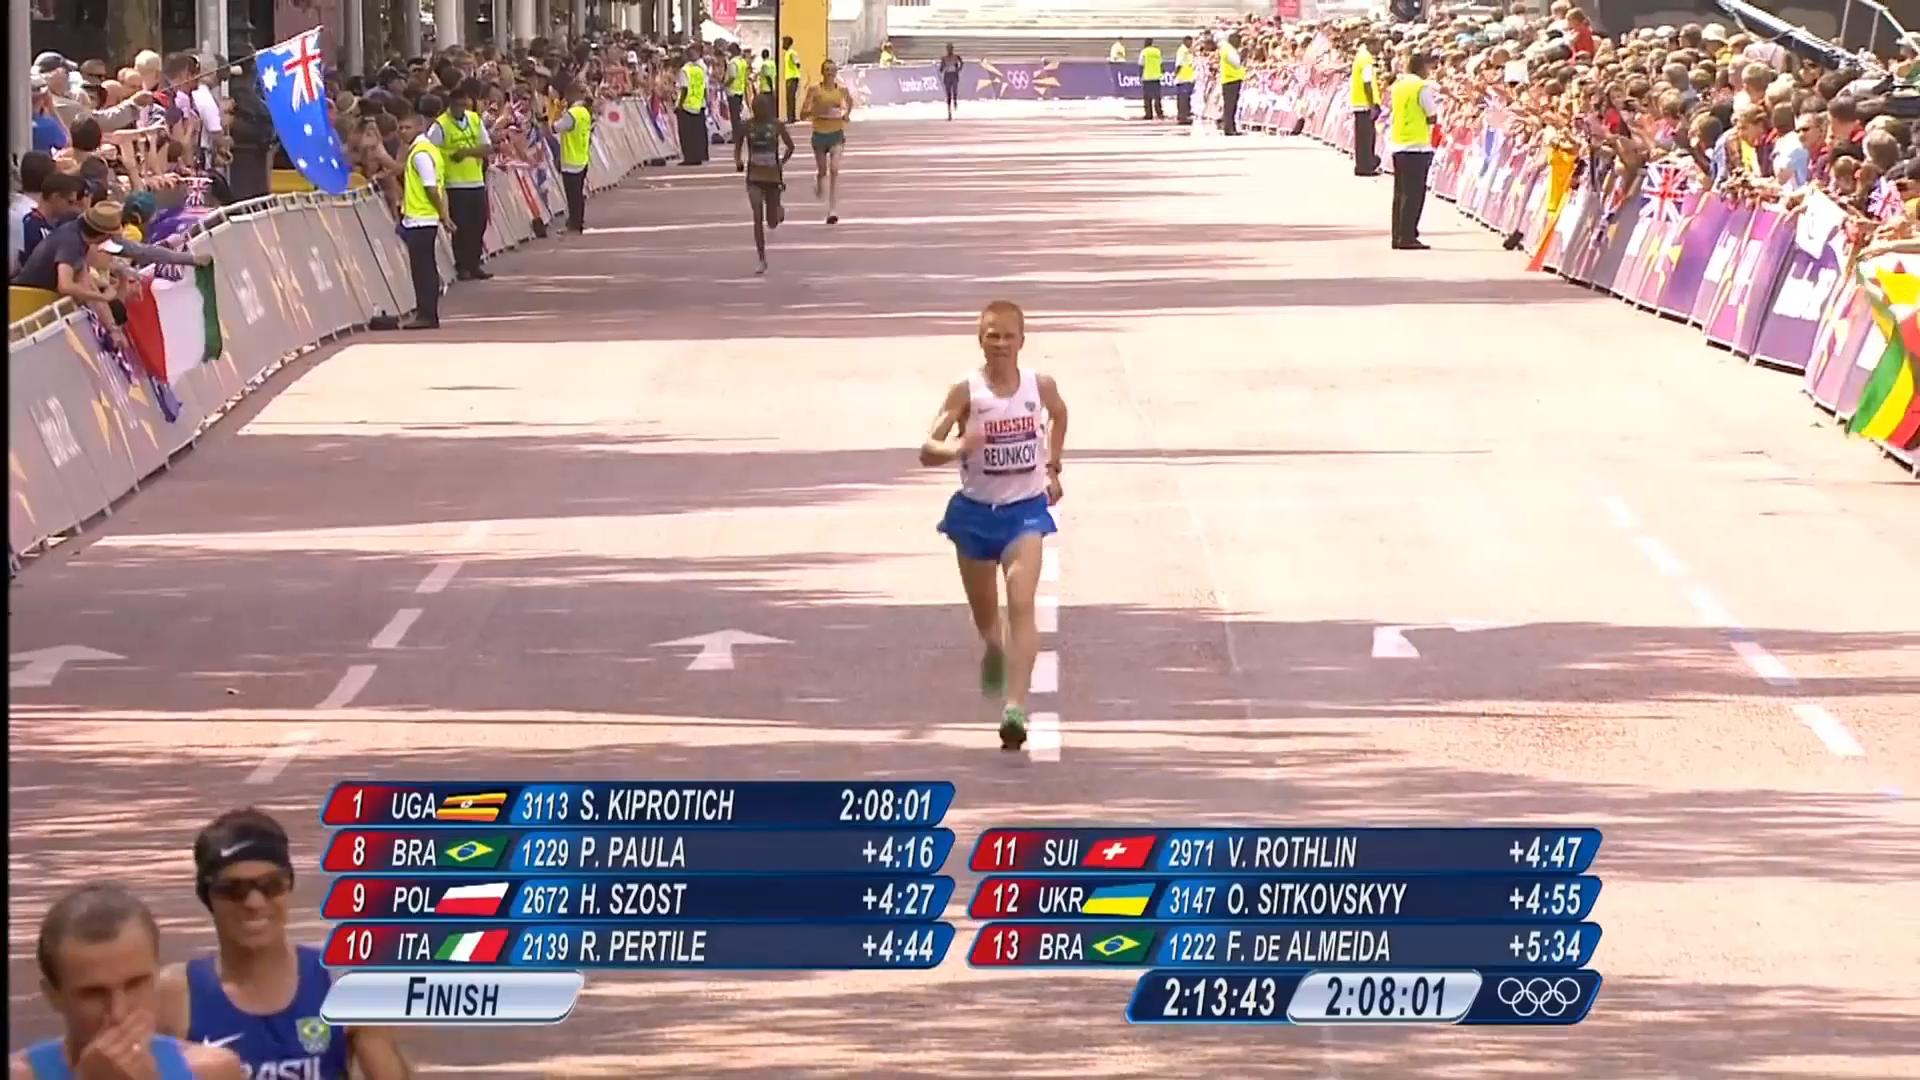 London 2012
London 2012
RUSSIA
REUNKOV
1 UGA 3113 S. KIPROTICH 2:08:01
8 BRA 1229 P. PAULA +4:16
9 POL 2672 H. SZOST +4:27
10 ITA 2139 R. PERTILE +4:44
11 SUI 2971 V. ROTHLIN +4:47
12 UKR 3147 O. SITKOVSKYY +4:55
13 BRA 1222 F. DE ALMEIDA +5:34
FINISH
2:13:43 2:08:01
BRASIL